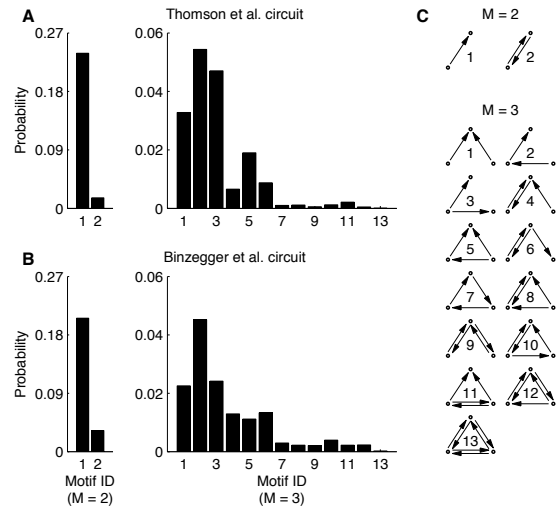 A Thomson et al. circuit
Probability
0.27
0.18
0.09
0
1 2
0.06
0.04
0.02
0
1 3 5 7 9 11 13
B Binzegger et al. circuit
Probability
0.27
0.18
0.09
0
1 2
Motif ID
(M = 2)
0.06
0.04
0.02
0
1 3 5 7 9 11 13
Motif ID
(M = 3)
C
M = 2
1 2
M = 3
1 2
3 4
5 6
7 8
9 10
11 12
13